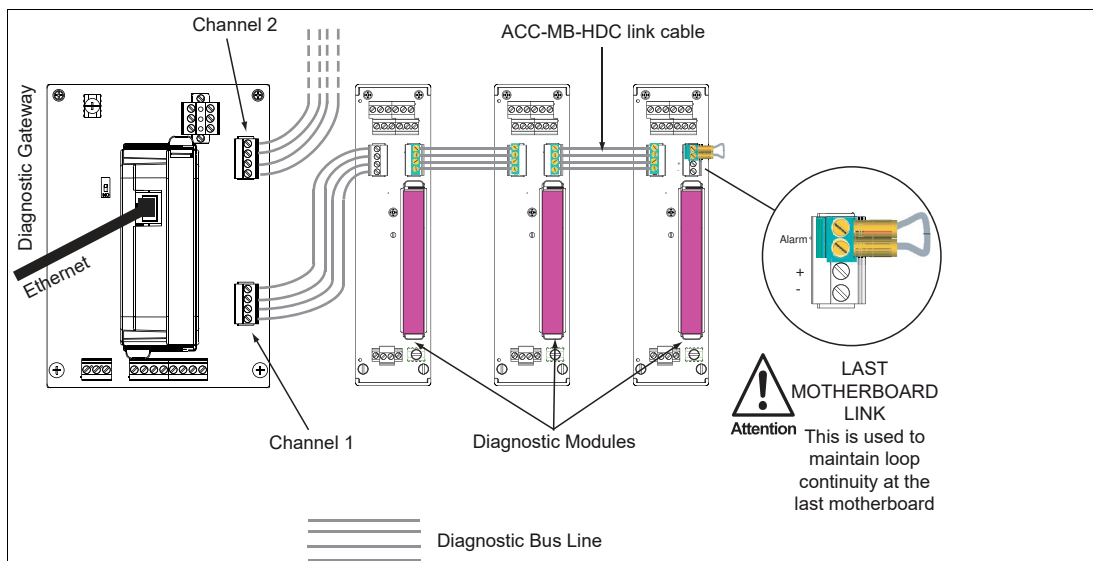 Channel 2
ACC-MB-HDC link cable
Diagnostic Gateway
Ethernet
Alarm
+
-
Channel 1
Diagnostic Modules
Attention
LAST
MOTHERBOARD
LINK
This is used to
maintain loop
continuity at the
last motherboard
Diagnostic Bus Line